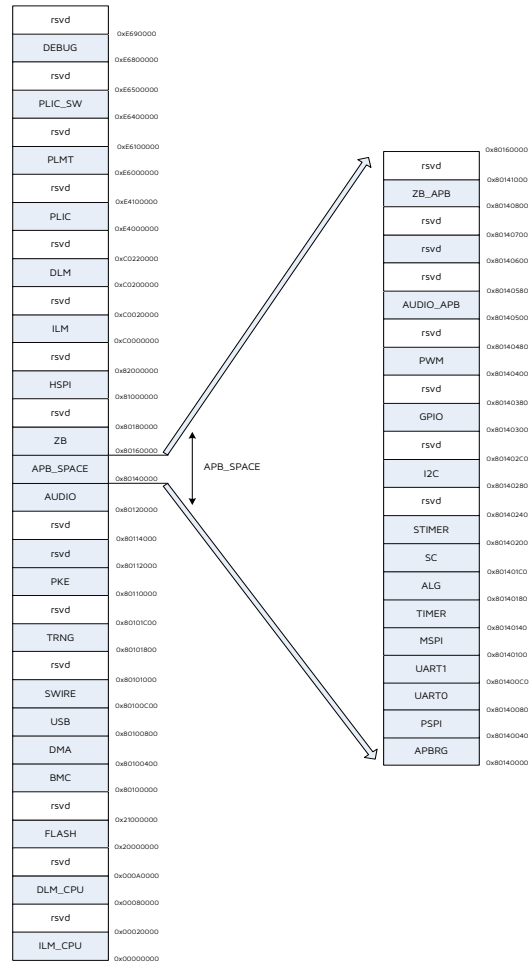 rsvd
0xE690000
DEBUG
0xE6800000
rsvd
0xE6500000
PLIC_SW
0xE6400000
rsvd
0xE6100000
PLMT
0xE6000000
rsvd
0xE4100000
PLIC
0xE4000000
rsvd
0xC0220000
DLM
0xC0200000
rsvd
0xC0020000
ILM
0xC0000000
rsvd
0x82000000
HSPI
0x81000000
rsvd
0x80180000
ZB
0x80160000
APB_SPACE
0x80140000
AUDIO
0x80120000
rsvd
0x80114000
rsvd
0x80112000
PKE
0x80110000
rsvd
0x80101C00
TRNG
0x80101800
rsvd
0x80101000
SWIRE
0x80100C00
USB
0x80100800
DMA
0x80100400
BMC
0x80100000
rsvd
0x21000000
FLASH
0x20000000
rsvd
0x000A0000
DLM_CPU
0x00080000
rsvd
0x00020000
ILM_CPU
0x00000000
APB_SPACE
0x80160000
rsvd
0x80141000
ZB_APB
0x80140800
rsvd
0x80140700
rsvd
0x80140600
rsvd
0x80140580
AUDIO_APB
0x80140500
rsvd
0x80140480
PWM
0x80140400
rsvd
0x80140380
GPIO
0x80140300
rsvd
0x801402C0
I2C
0x80140280
rsvd
0x80140240
STIMER
0x80140200
SC
0x801401C0
ALG
0x80140180
TIMER
0x80140140
MSPI
0x80140100
UART1
0x801400C0
UART0
0x80140080
PSPI
0x80140040
APBRG
0x80140000